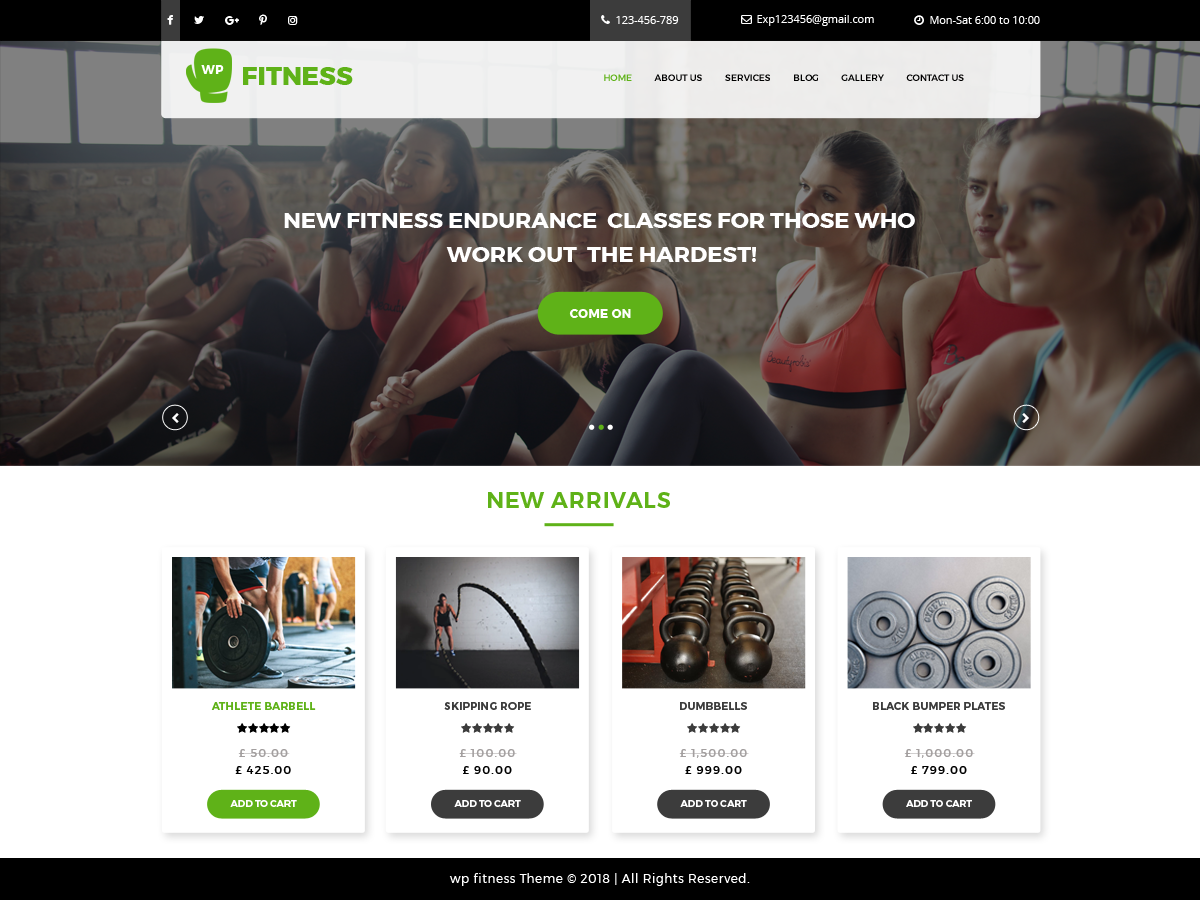 123-456-789
Exp123456@gmail.com
Mon-Sat 6:00 to 10:00
WP
FITNESS
HOME ABOUT US SERVICES BLOG GALLERY CONTACT US
NEW FITNESS ENDURANCE CLASSES FOR THOSE WHO
WORK OUT THE HARDEST!
COME ON
NEW ARRIVALS
ATHLETE BARBELL
£ 50.00
£ 425.00
ADD TO CART
SKIPPING ROPE
£ 100.00
£ 90.00
ADD TO CART
DUMBBELLS
£ 1,500.00
£ 999.00
ADD TO CART
BLACK BUMPER PLATES
£ 1,000.00
£ 799.00
ADD TO CART
wp fitness Theme © 2018 | All Rights Reserved.